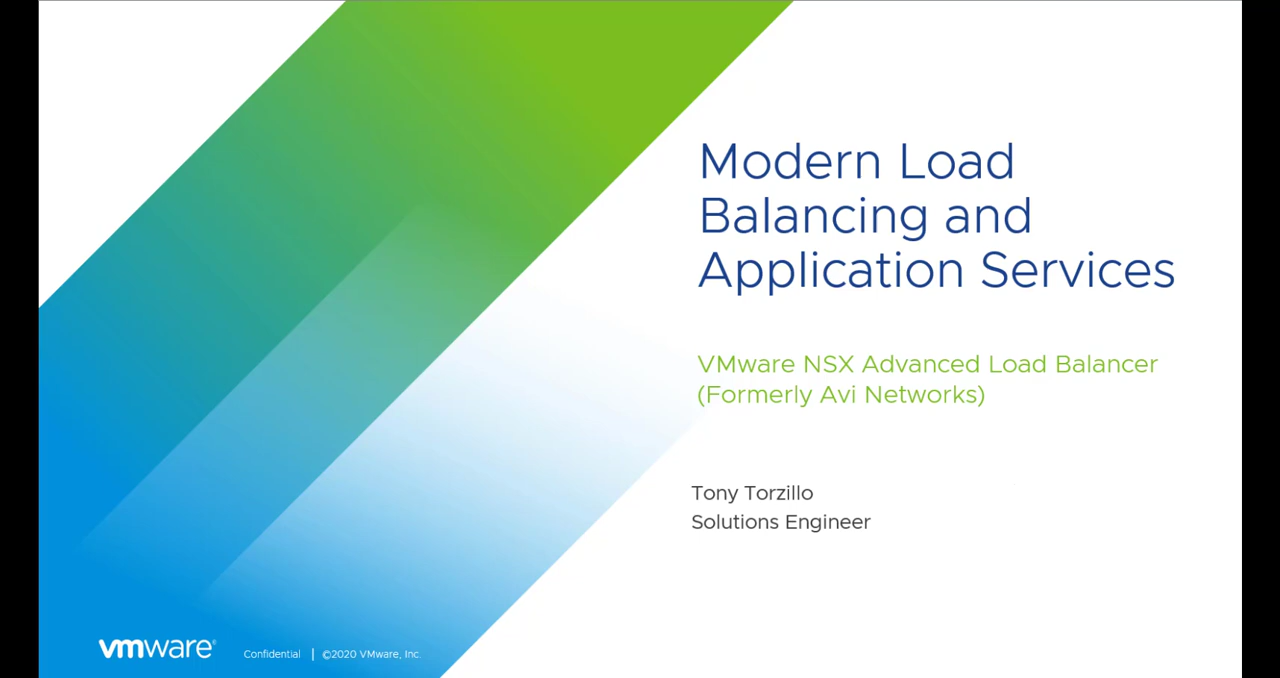 Modern Load
Balancing and
Application Services
VMware NSX Advanced Load Balancer
(Formerly Avi Networks)
Tony Torzillo
Solutions Engineer
vmware®
Confidential | ©2020 VMware, Inc.